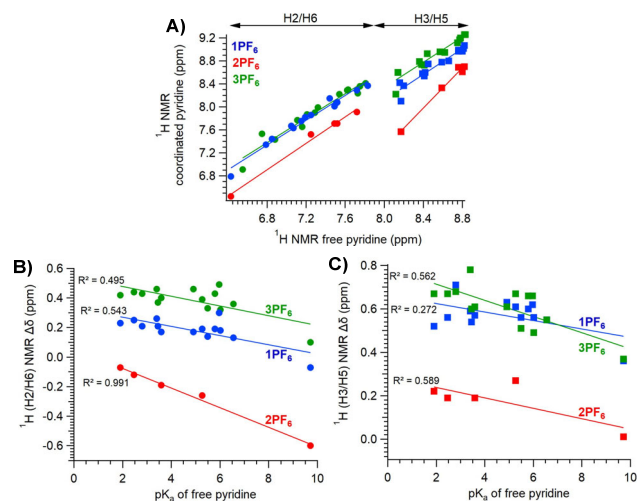 A)
H2/H6 H3/H5
1PF6
2PF6
3PF6
9.2
8.8
8.4
8.0
7.6
7.2
6.8
¹H NMR
coordinated pyridine (ppm)
6.8 7.2 7.6 8.0 8.4 8.8
¹H NMR free pyridine (ppm)
B)
0.6
0.4
0.2
0.0
-0.2
-0.4
-0.6
¹H (H2/H6) NMR Δδ (ppm)
R² = 0.495
R² = 0.543
R² = 0.991
3PF6
1PF6
2PF6
0 2 4 6 8 10
pKa of free pyridine
C)
0.8
0.6
0.4
0.2
0.0
¹H (H3/H5) NMR Δδ (ppm)
R² = 0.562
R² = 0.272
R² = 0.589
1PF6
3PF6
2PF6
0 2 4 6 8 10
pKa of free pyridine